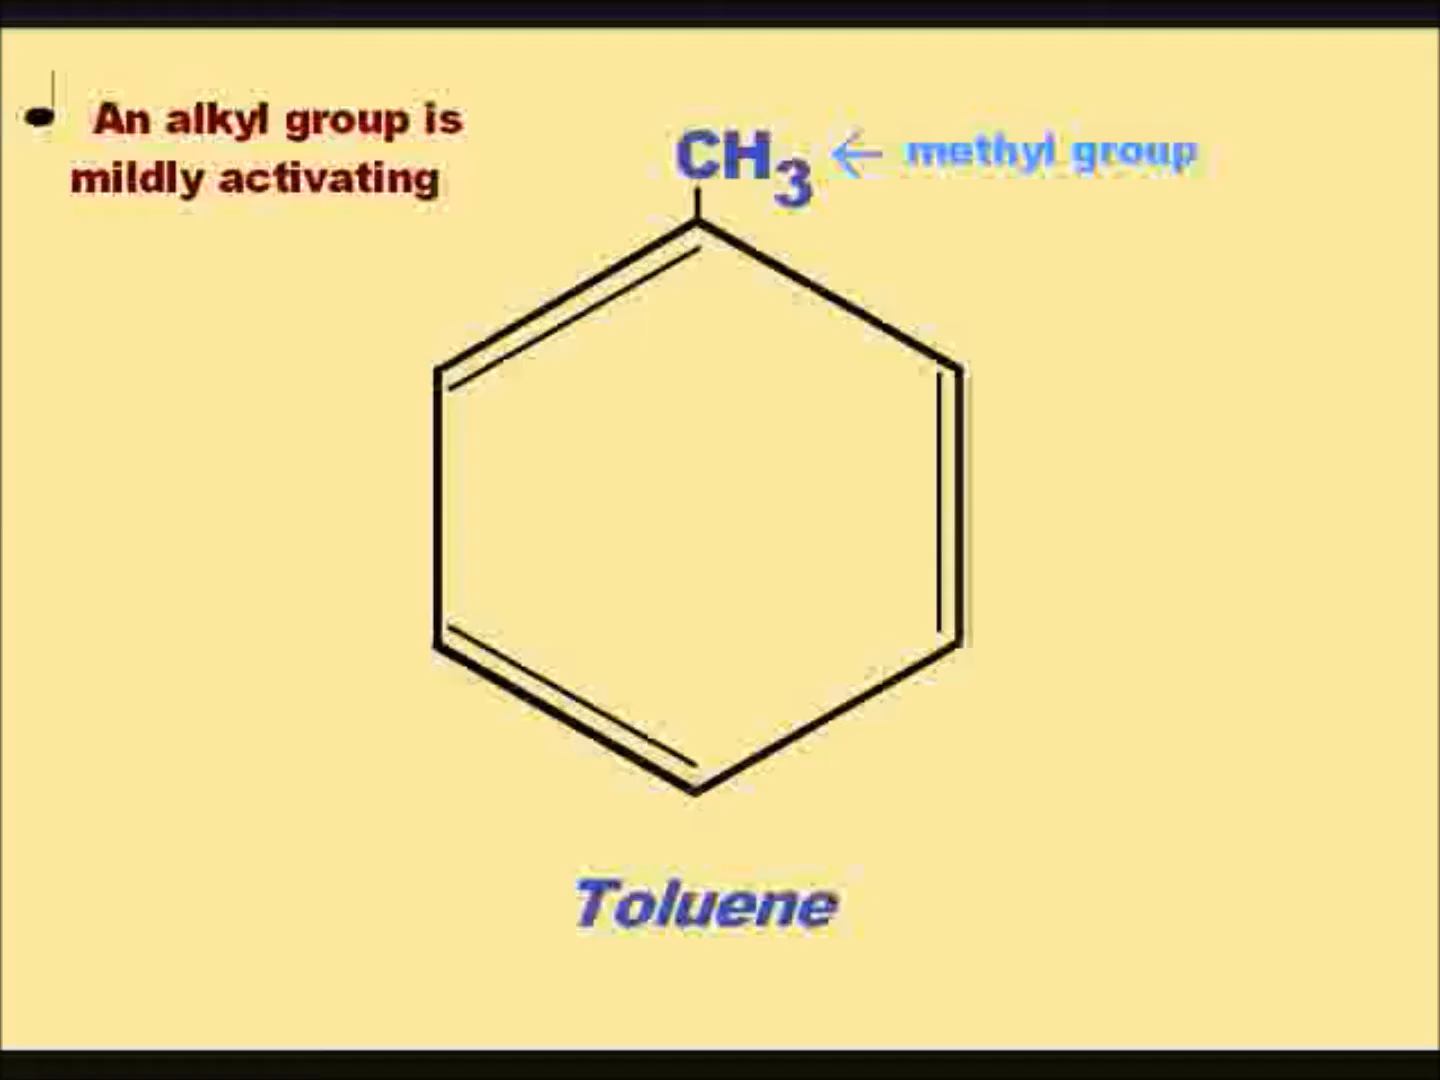 An alkyl group is
mildly activating
CH3 ← methyl group
Toluene